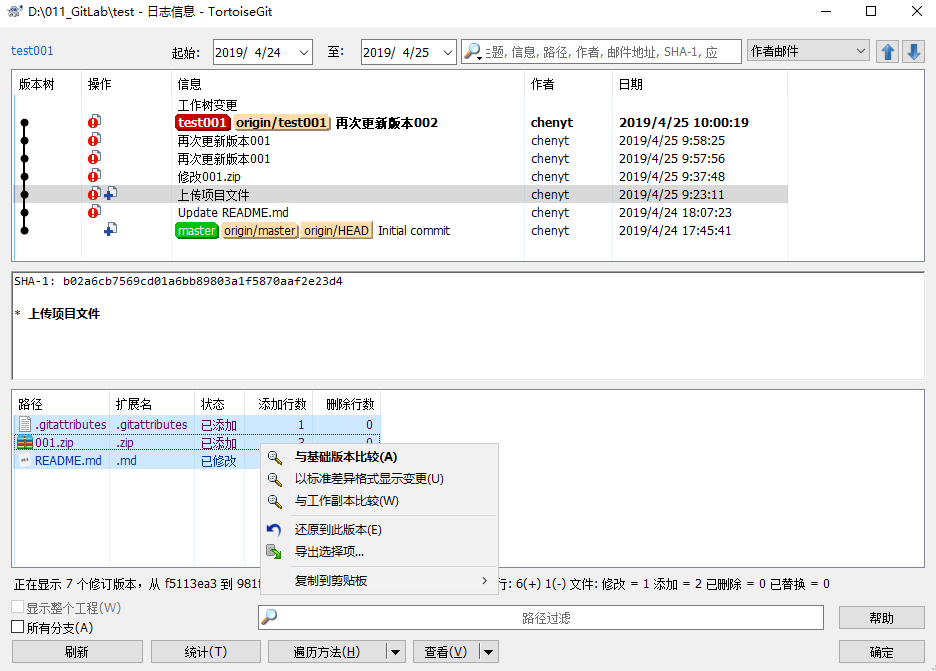 D:\011_GitLab\test - 日志信息 - TortoiseGit
test001 起始: 2019/ 4/24 至: 2019/ 4/25 题, 信息, 路径, 作者, 邮件地址, SHA-1, 应 作者邮件
版本树 操作 信息 作者 日期
工作树变更
test001 origin/test001 再次更新版本002 chenyt 2019/4/25 10:00:19
再次更新版本001 chenyt 2019/4/25 9:58:25
再次更新版本001 chenyt 2019/4/25 9:57:56
修改001.zip chenyt 2019/4/25 9:37:48
上传项目文件 chenyt 2019/4/25 9:23:11
Update README.md chenyt 2019/4/24 18:07:23
master origin/master origin/HEAD Initial commit chenyt 2019/4/24 17:45:41
SHA-1: b02a6cb7569cd01a6bb89803a1f5870aaf2e23d4
* 上传项目文件
路径 扩展名 状态 添加行数 删除行数
.gitattributes .gitattributes 已添加 1 0
001.zip .zip 已添加
README.md .md 已修改
与基础版本比较(A)
以标准差异格式显示变更(U)
与工作副本比较(W)
还原到此版本(E)
导出选择项...
复制到剪贴板
正在显示 7 个修订版本，从 f5113ea3 到 981f 行: 6(+) 1(-) 文件: 修改 = 1 添加 = 2 已删除 = 0 已替换 = 0
显示整个工程(W)
所有分支(A) 路径过滤 帮助
刷新 统计(T) 遍历方法(H) 查看(V) 确定